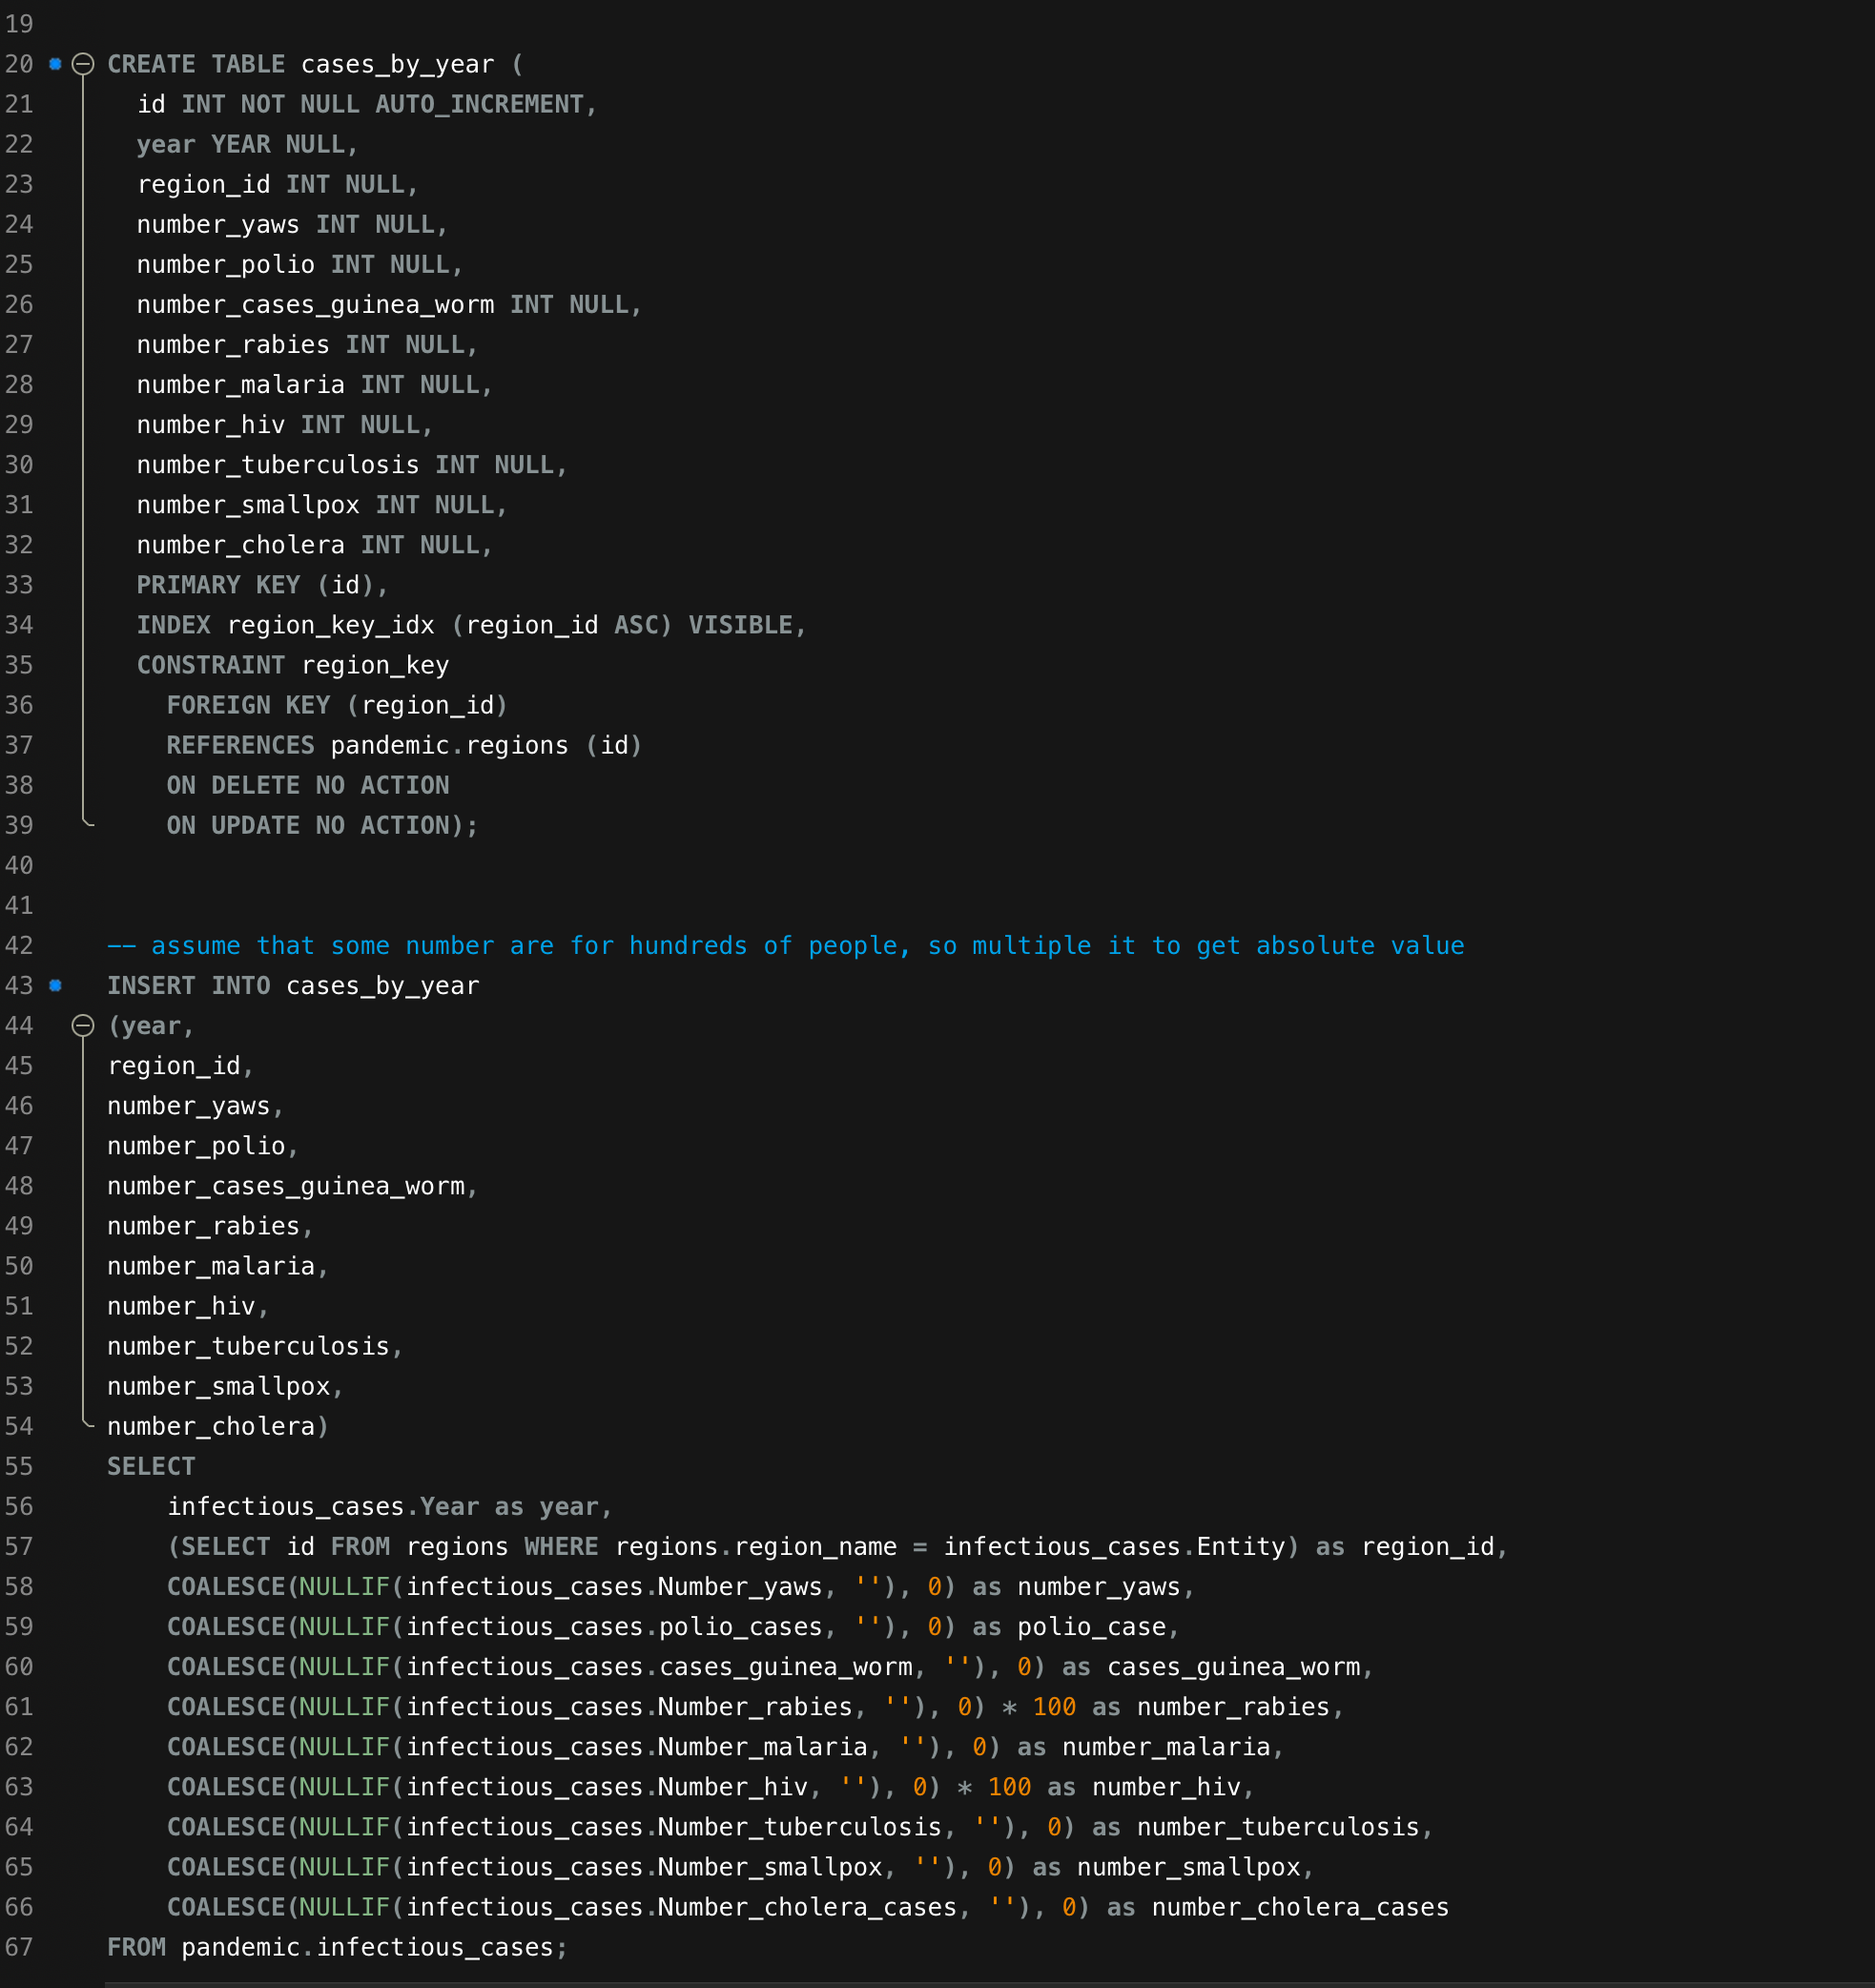 19
20 CREATE TABLE cases_by_year (
21 id INT NOT NULL AUTO_INCREMENT,
22 year YEAR NULL,
23 region_id INT NULL,
24 number_yaws INT NULL,
25 number_polio INT NULL,
26 number_cases_guinea_worm INT NULL,
27 number_rabies INT NULL,
28 number_malaria INT NULL,
29 number_hiv INT NULL,
30 number_tuberculosis INT NULL,
31 number_smallpox INT NULL,
32 number_cholera INT NULL,
33 PRIMARY KEY (id),
34 INDEX region_key_idx (region_id ASC) VISIBLE,
35 CONSTRAINT region_key
36 FOREIGN KEY (region_id)
37 REFERENCES pandemic.regions (id)
38 ON DELETE NO ACTION
39 ON UPDATE NO ACTION);
40
41
42 -- assume that some number are for hundreds of people, so multiple it to get absolute value
43 INSERT INTO cases_by_year
44 (year,
45 region_id,
46 number_yaws,
47 number_polio,
48 number_cases_guinea_worm,
49 number_rabies,
50 number_malaria,
51 number_hiv,
52 number_tuberculosis,
53 number_smallpox,
54 number_cholera)
55 SELECT
56 infectious_cases.Year as year,
57 (SELECT id FROM regions WHERE regions.region_name = infectious_cases.Entity) as region_id,
58 COALESCE(NULLIF(infectious_cases.Number_yaws, ''), 0) as number_yaws,
59 COALESCE(NULLIF(infectious_cases.polio_cases, ''), 0) as polio_case,
60 COALESCE(NULLIF(infectious_cases.cases_guinea_worm, ''), 0) as cases_guinea_worm,
61 COALESCE(NULLIF(infectious_cases.Number_rabies, ''), 0) * 100 as number_rabies,
62 COALESCE(NULLIF(infectious_cases.Number_malaria, ''), 0) as number_malaria,
63 COALESCE(NULLIF(infectious_cases.Number_hiv, ''), 0) * 100 as number_hiv,
64 COALESCE(NULLIF(infectious_cases.Number_tuberculosis, ''), 0) as number_tuberculosis,
65 COALESCE(NULLIF(infectious_cases.Number_smallpox, ''), 0) as number_smallpox,
66 COALESCE(NULLIF(infectious_cases.Number_cholera_cases, ''), 0) as number_cholera_cases
67 FROM pandemic.infectious_cases;